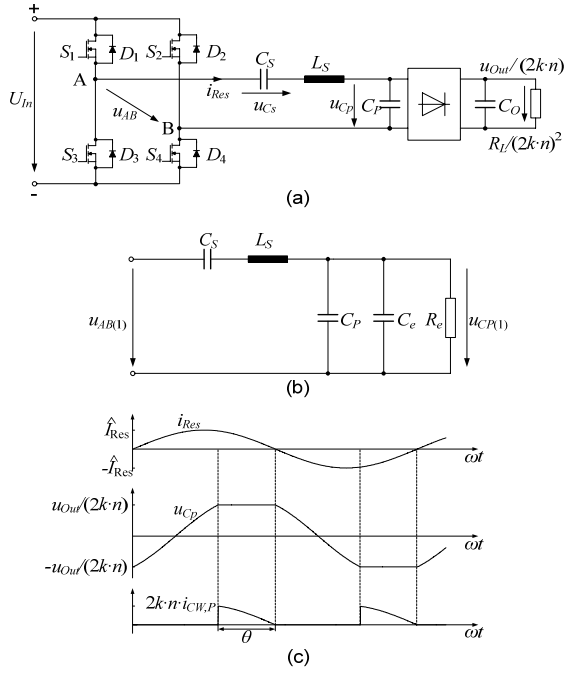 +
S1 D1 S2 D2
CS LS uOut/(2k·n)
A
UIn iRes
uCs uCp CP CO
uAB
B
RL/(2k·n)²
S3 D3 S4 D4
-
(a)
CS LS
uAB(1) CP Ce Re uCP(1)
(b)
iRes
ÎRes
-ÎRes
ωt
uOut/(2k·n) uCp
-uOut/(2k·n) ωt
2k·n·iCW,P
θ ωt
(c)